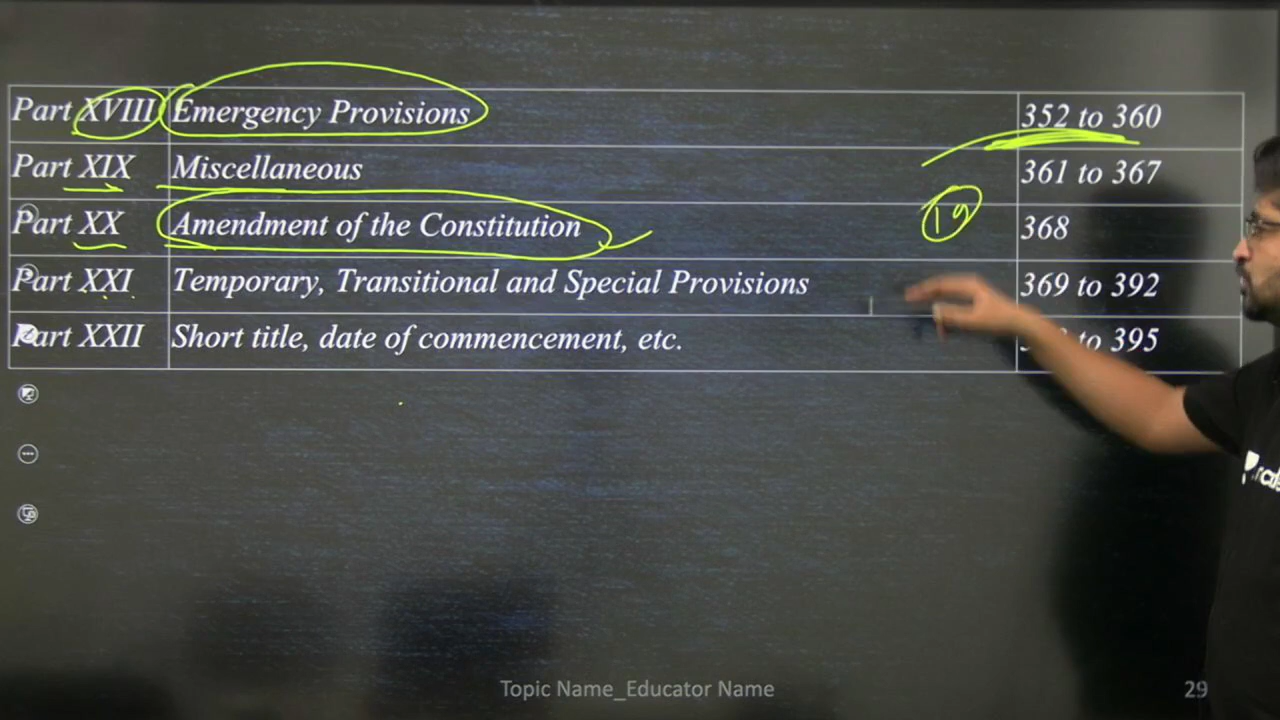 Part XVIII Emergency Provisions 352 to 360
Part XIX Miscellaneous 361 to 367
Part XX Amendment of the Constitution 19 368
Part XXI Temporary, Transitional and Special Provisions 369 to 392
Part XXII Short title, date of commencement, etc. to 395
Topic Name_Educator Name 29